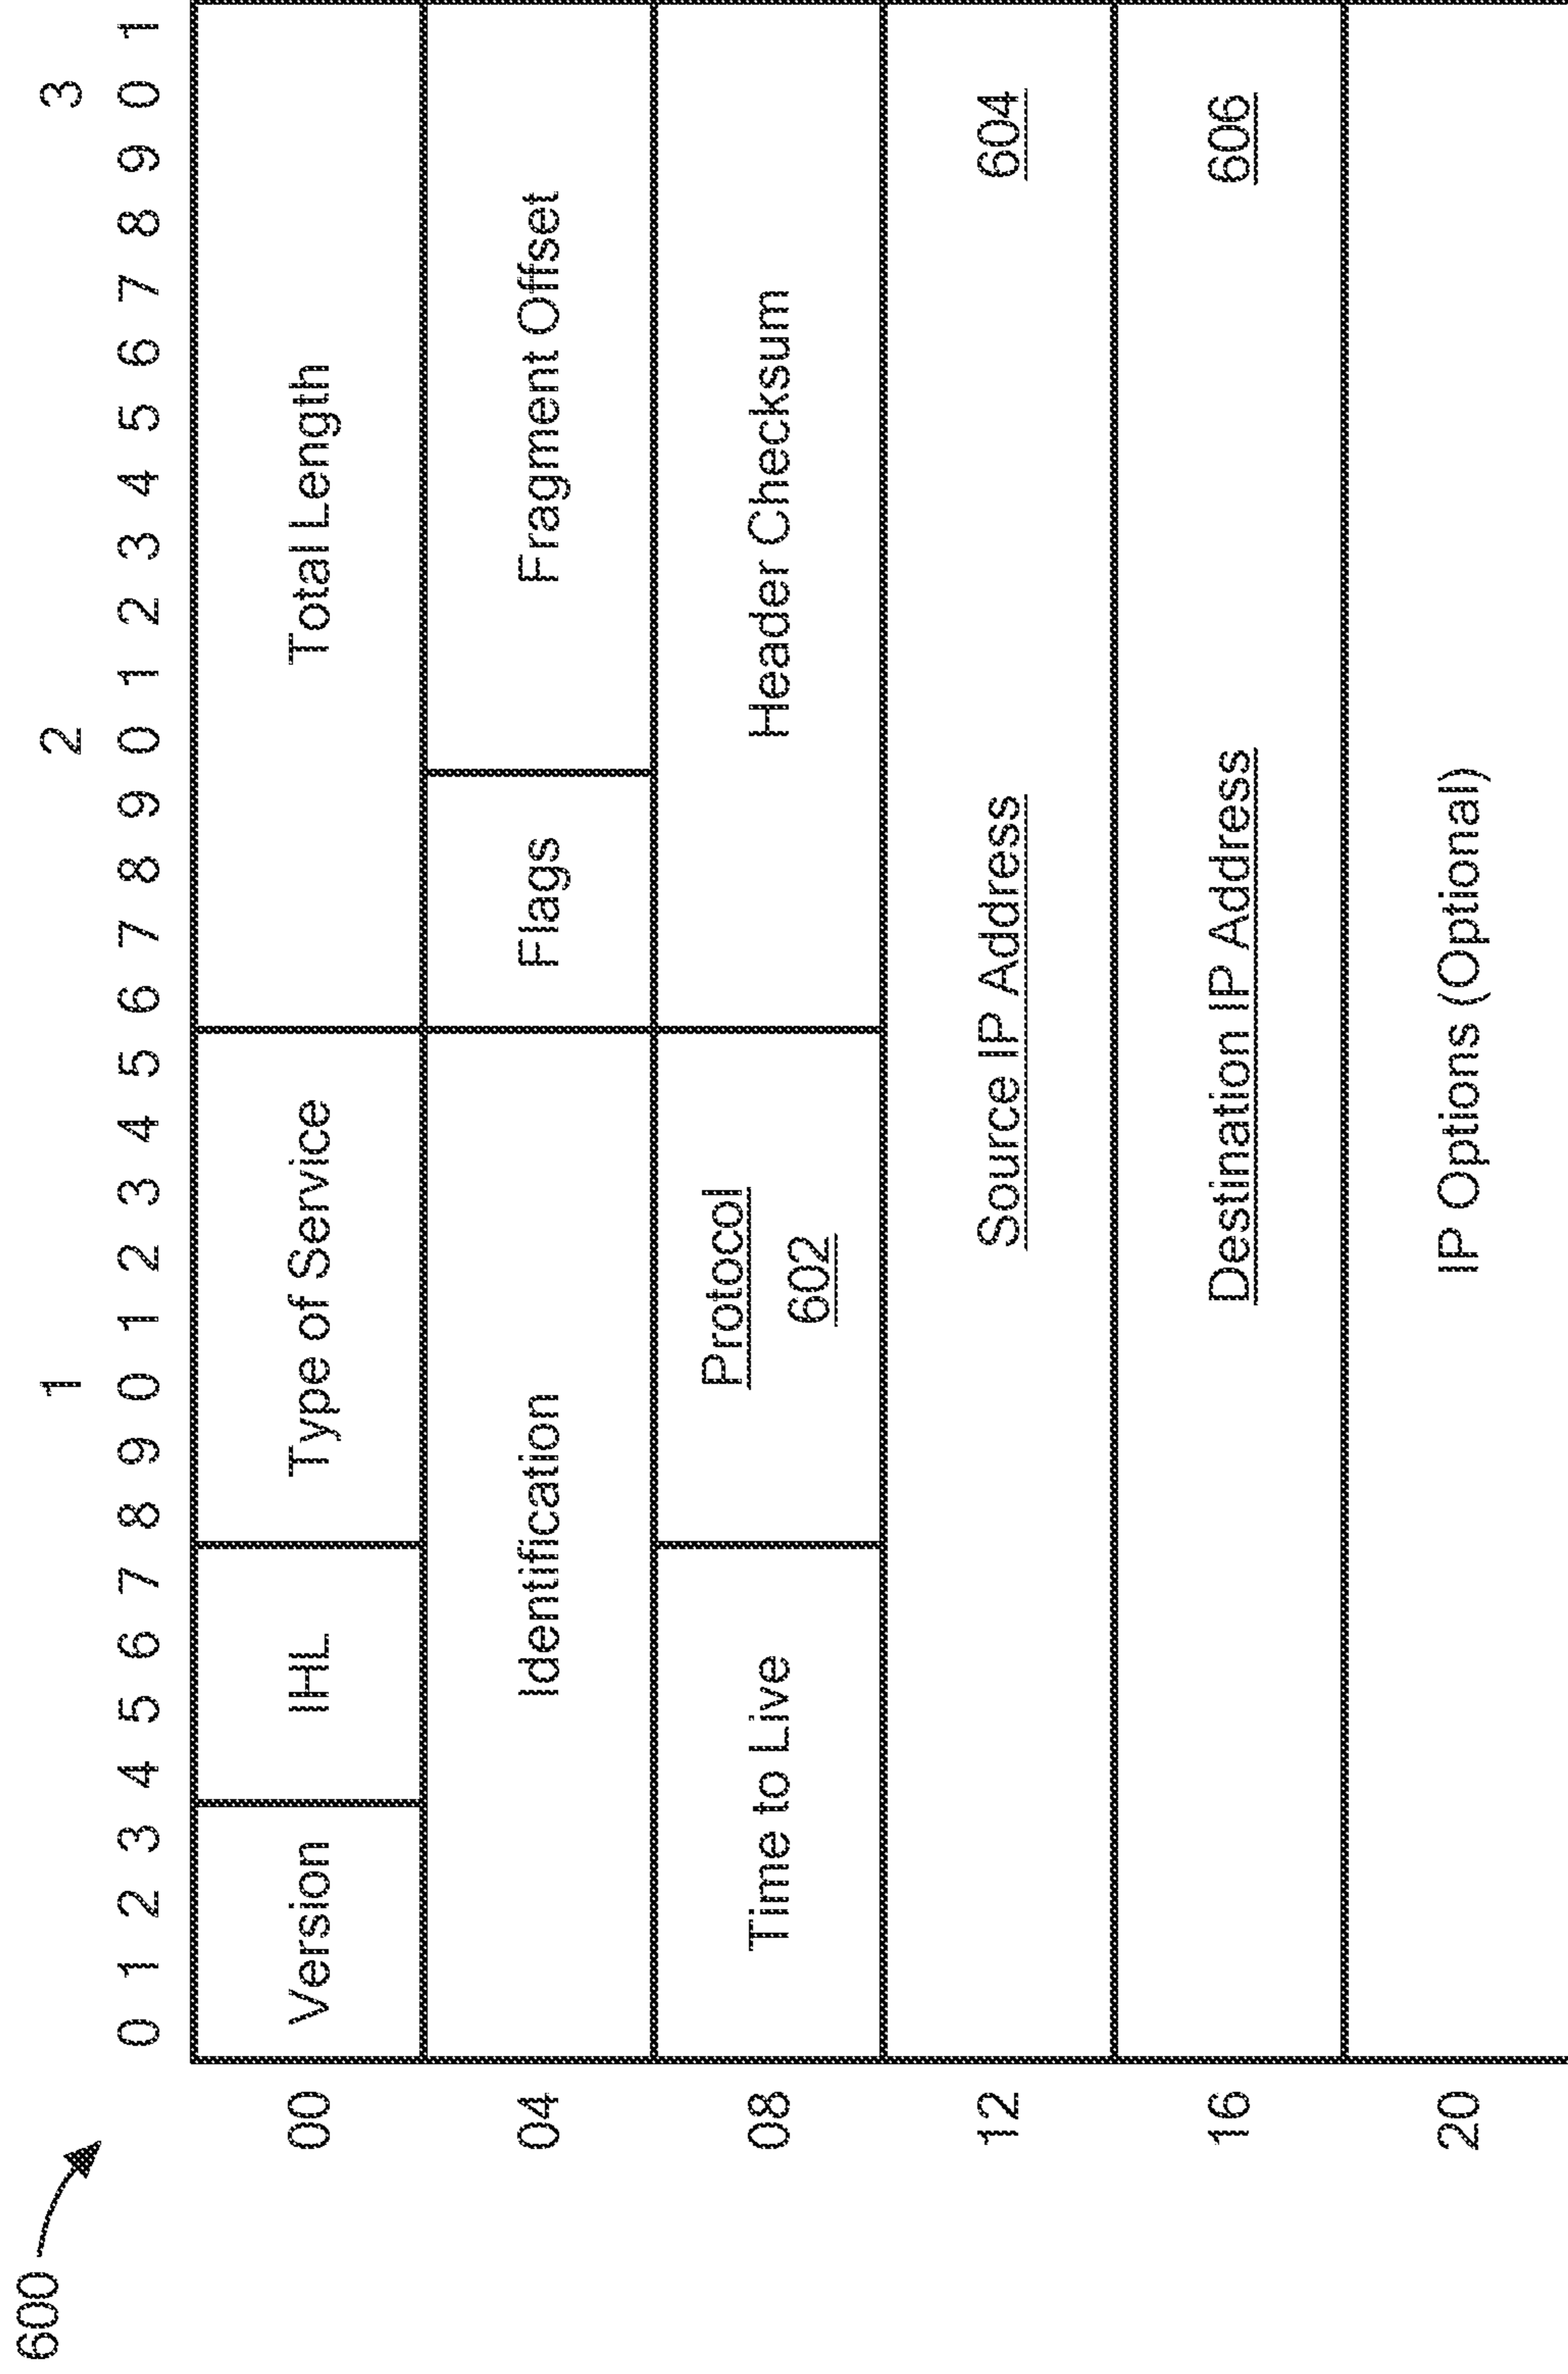 600
1 2 3
0 1 2 3 4 5 6 7 8 9 0 1 2 3 4 5 6 7 8 9 0 1 2 3 4 5 6 7 8 9 0 1
00 Version IHL Type of Service Total Length
04 Identification Flags Fragment Offset
08 Time to Live Protocol 602 Header Checksum
12 Source IP Address 604
16 Destination IP Address 606
20 IP Options (Optional)